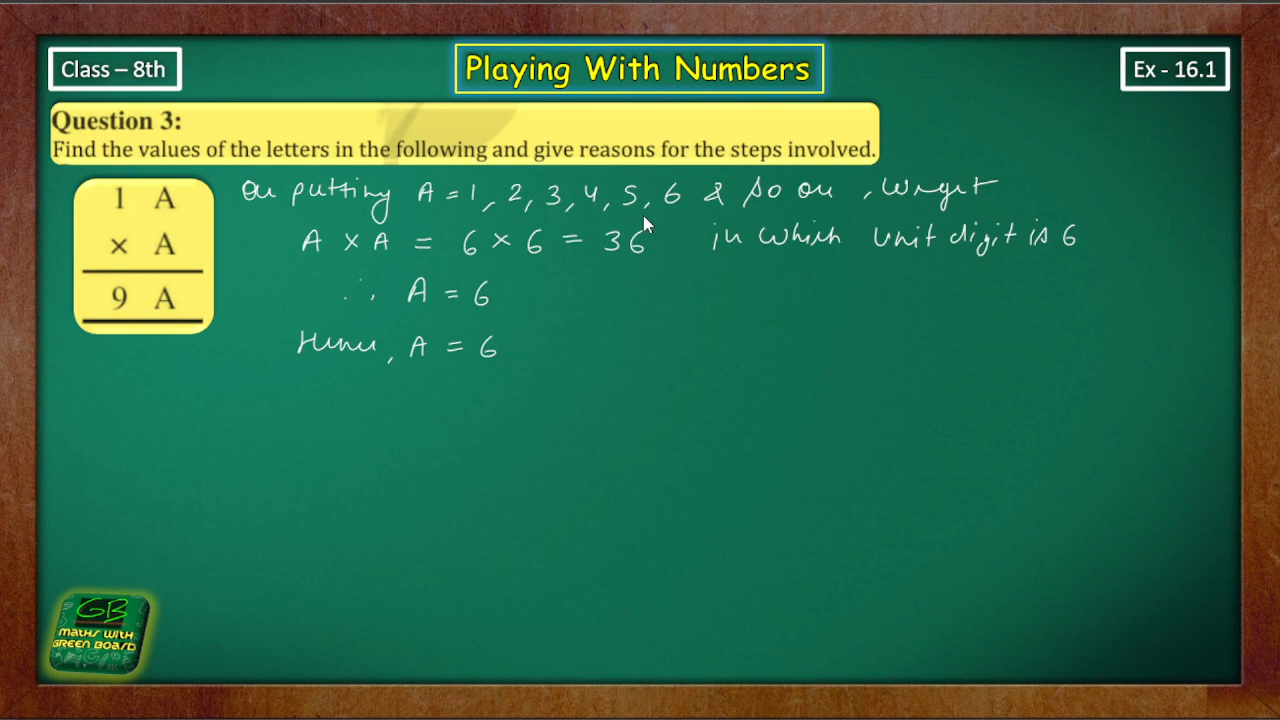 Class – 8th
Playing With Numbers
Ex - 16.1
Question 3:
Find the values of the letters in the following and give reasons for the steps involved.
1 A
× A
9 A
On putting A = 1, 2, 3, 4, 5, 6 & so on, we get
A × A = 6 × 6 = 36 in which unit digit is 6
∴ A = 6
Hence, A = 6
GB
MATHS WITH
GREEN BOARD